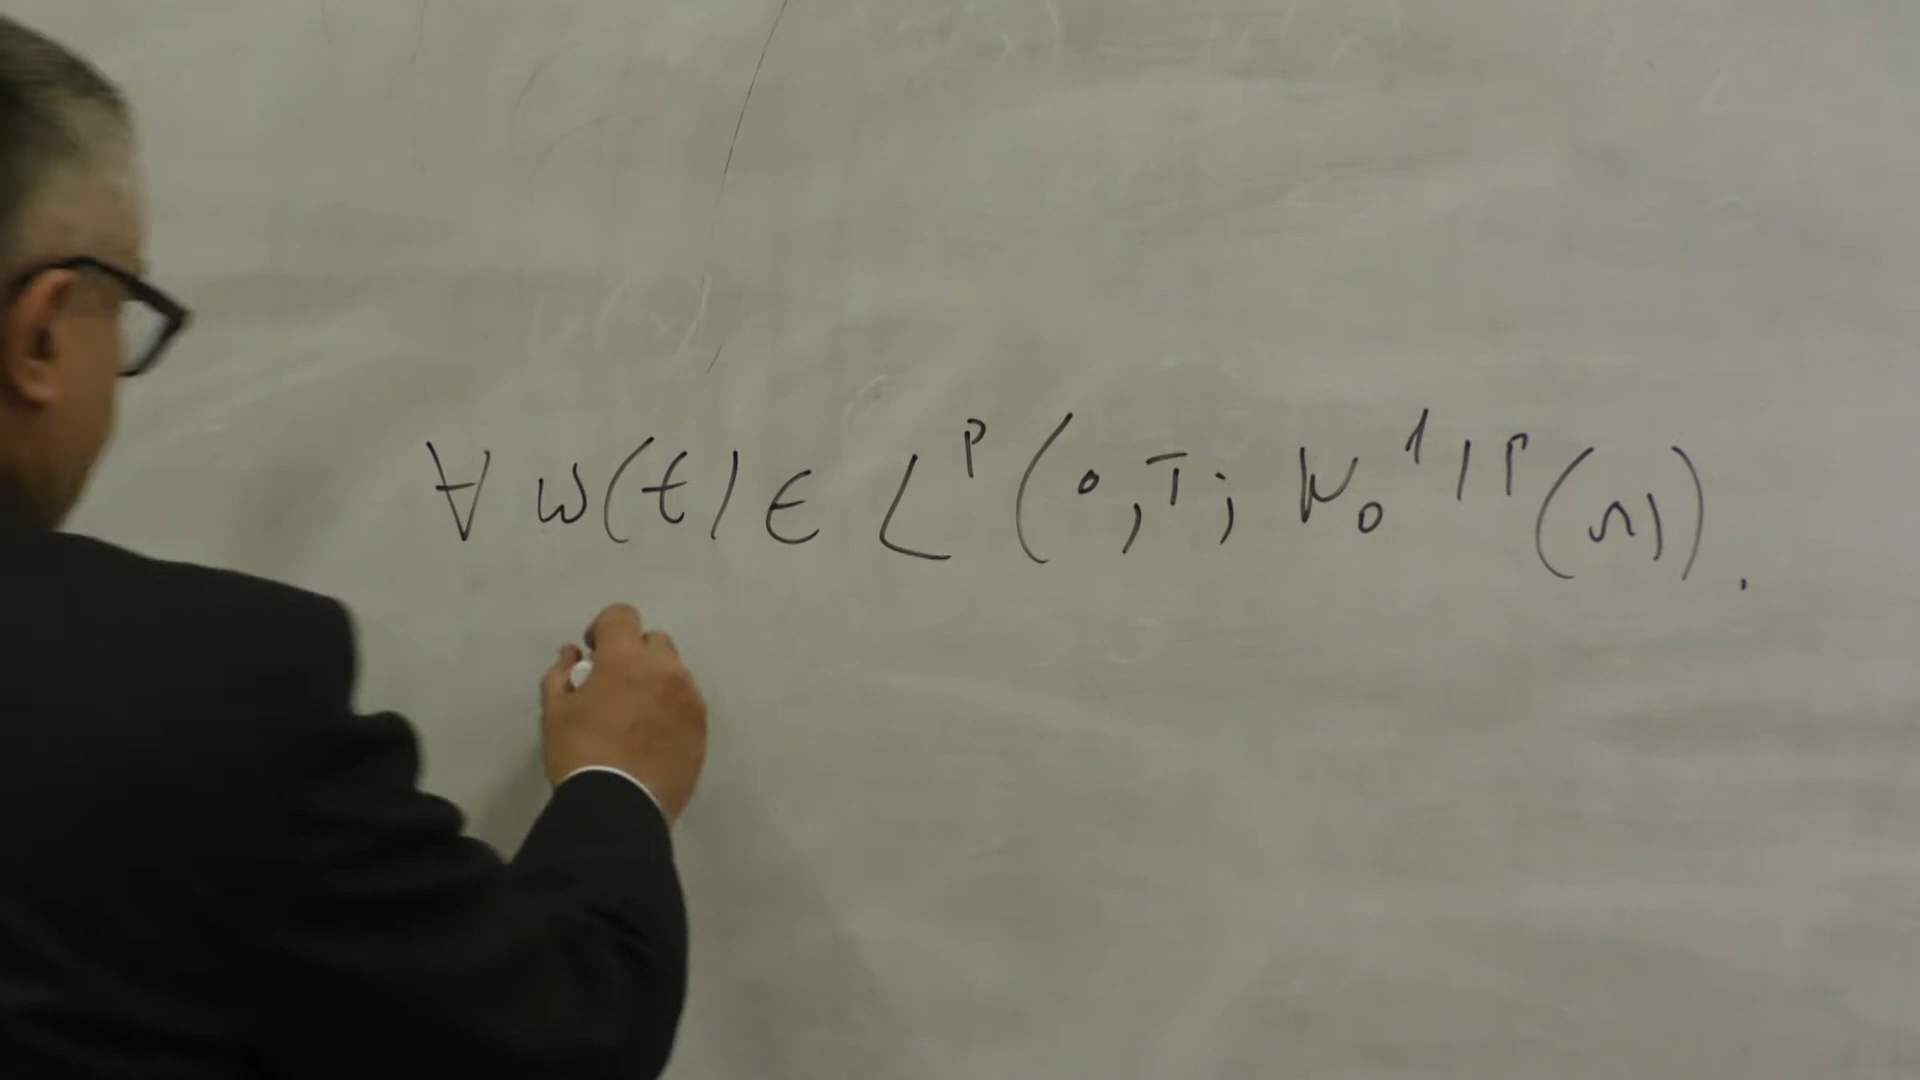 ∀ w(t) ∈ L^p (0,T; W_0^{1,p}(Ω)).